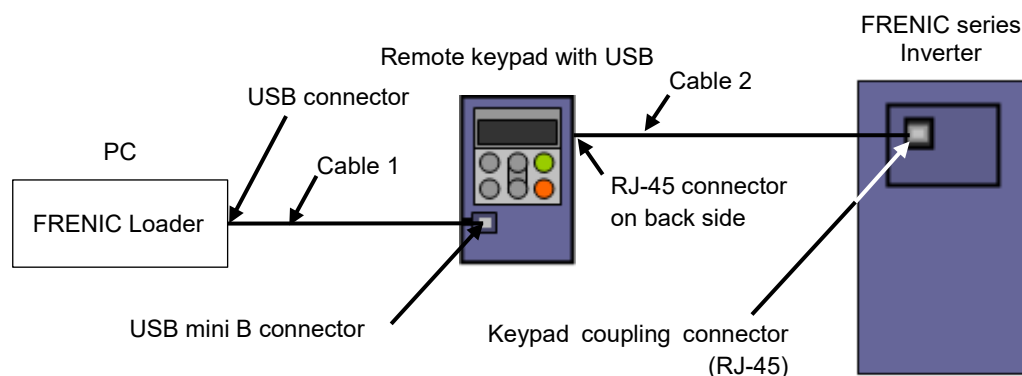 FRENIC series
Inverter
Remote keypad with USB
Cable 2
USB connector
PC
Cable 1
RJ-45 connector
on back side
FRENIC Loader
USB mini B connector
Keypad coupling connector
(RJ-45)